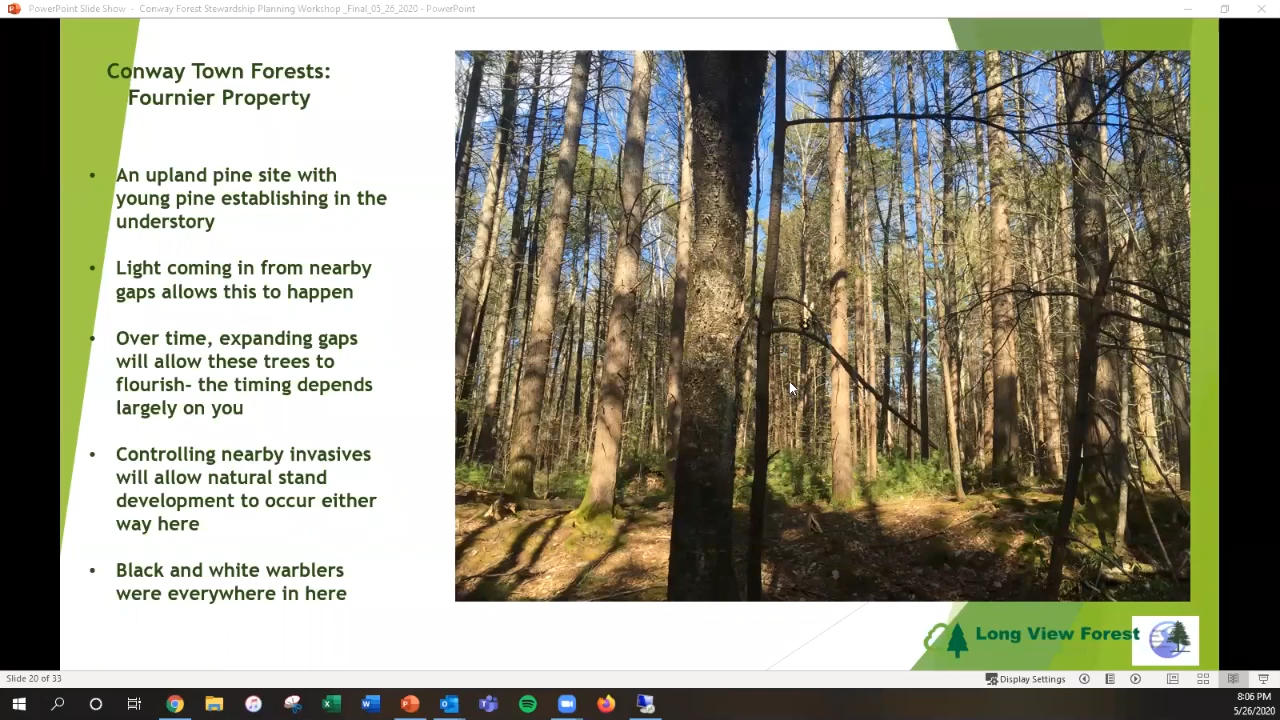 PowerPoint Slide Show - Conway Forest Stewardship Planning Workshop _Final_05_26_2020 - PowerPoint
Conway Town Forests:
Fournier Property
• An upland pine site with
young pine establishing in the
understory
• Light coming in from nearby
gaps allows this to happen
• Over time, expanding gaps
will allow these trees to
flourish- the timing depends
largely on you
• Controlling nearby invasives
will allow natural stand
development to occur either
way here
• Black and white warblers
were everywhere in here
Long View Forest
Slide 20 of 33
Display Settings
8:06 PM
5/26/2020